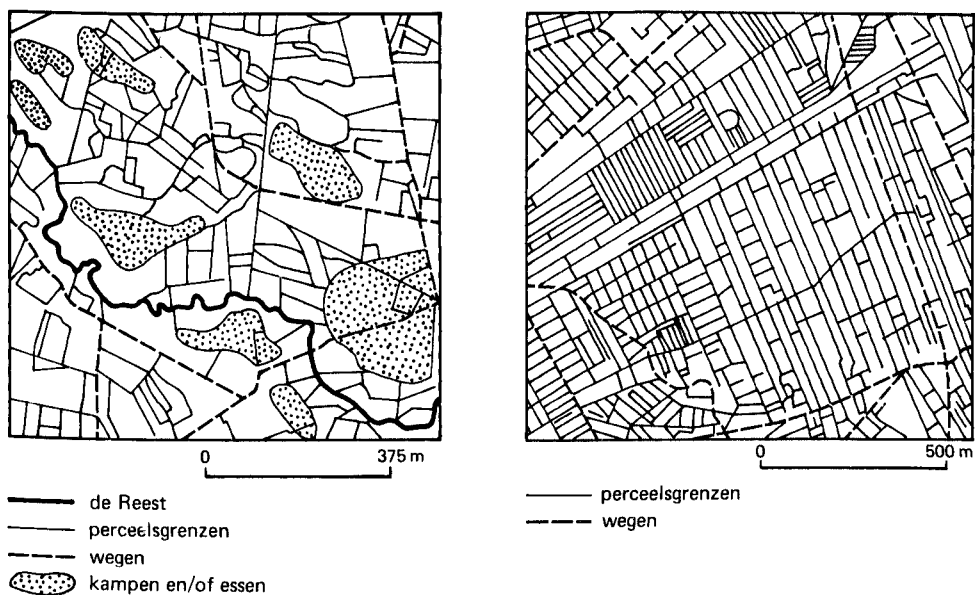 0 375 m
de Reest
perceelsgrenzen
wegen
kampen en/of essen
0 500 m
perceelsgrenzen
wegen